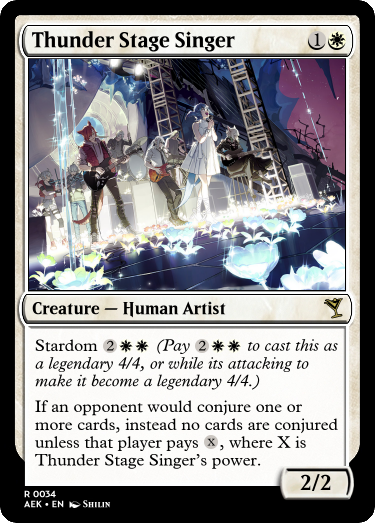 Thunder Stage Singer 1
Creature — Human Artist
Stardom 2 (Pay 2 to cast this as
a legendary 4/4, or while its attacking to
make it become a legendary 4/4.)
If an opponent would conjure one or
more cards, instead no cards are conjured
unless that player pays X, where X is
Thunder Stage Singer's power.
2/2
R 0034
AEK • EN Shilin